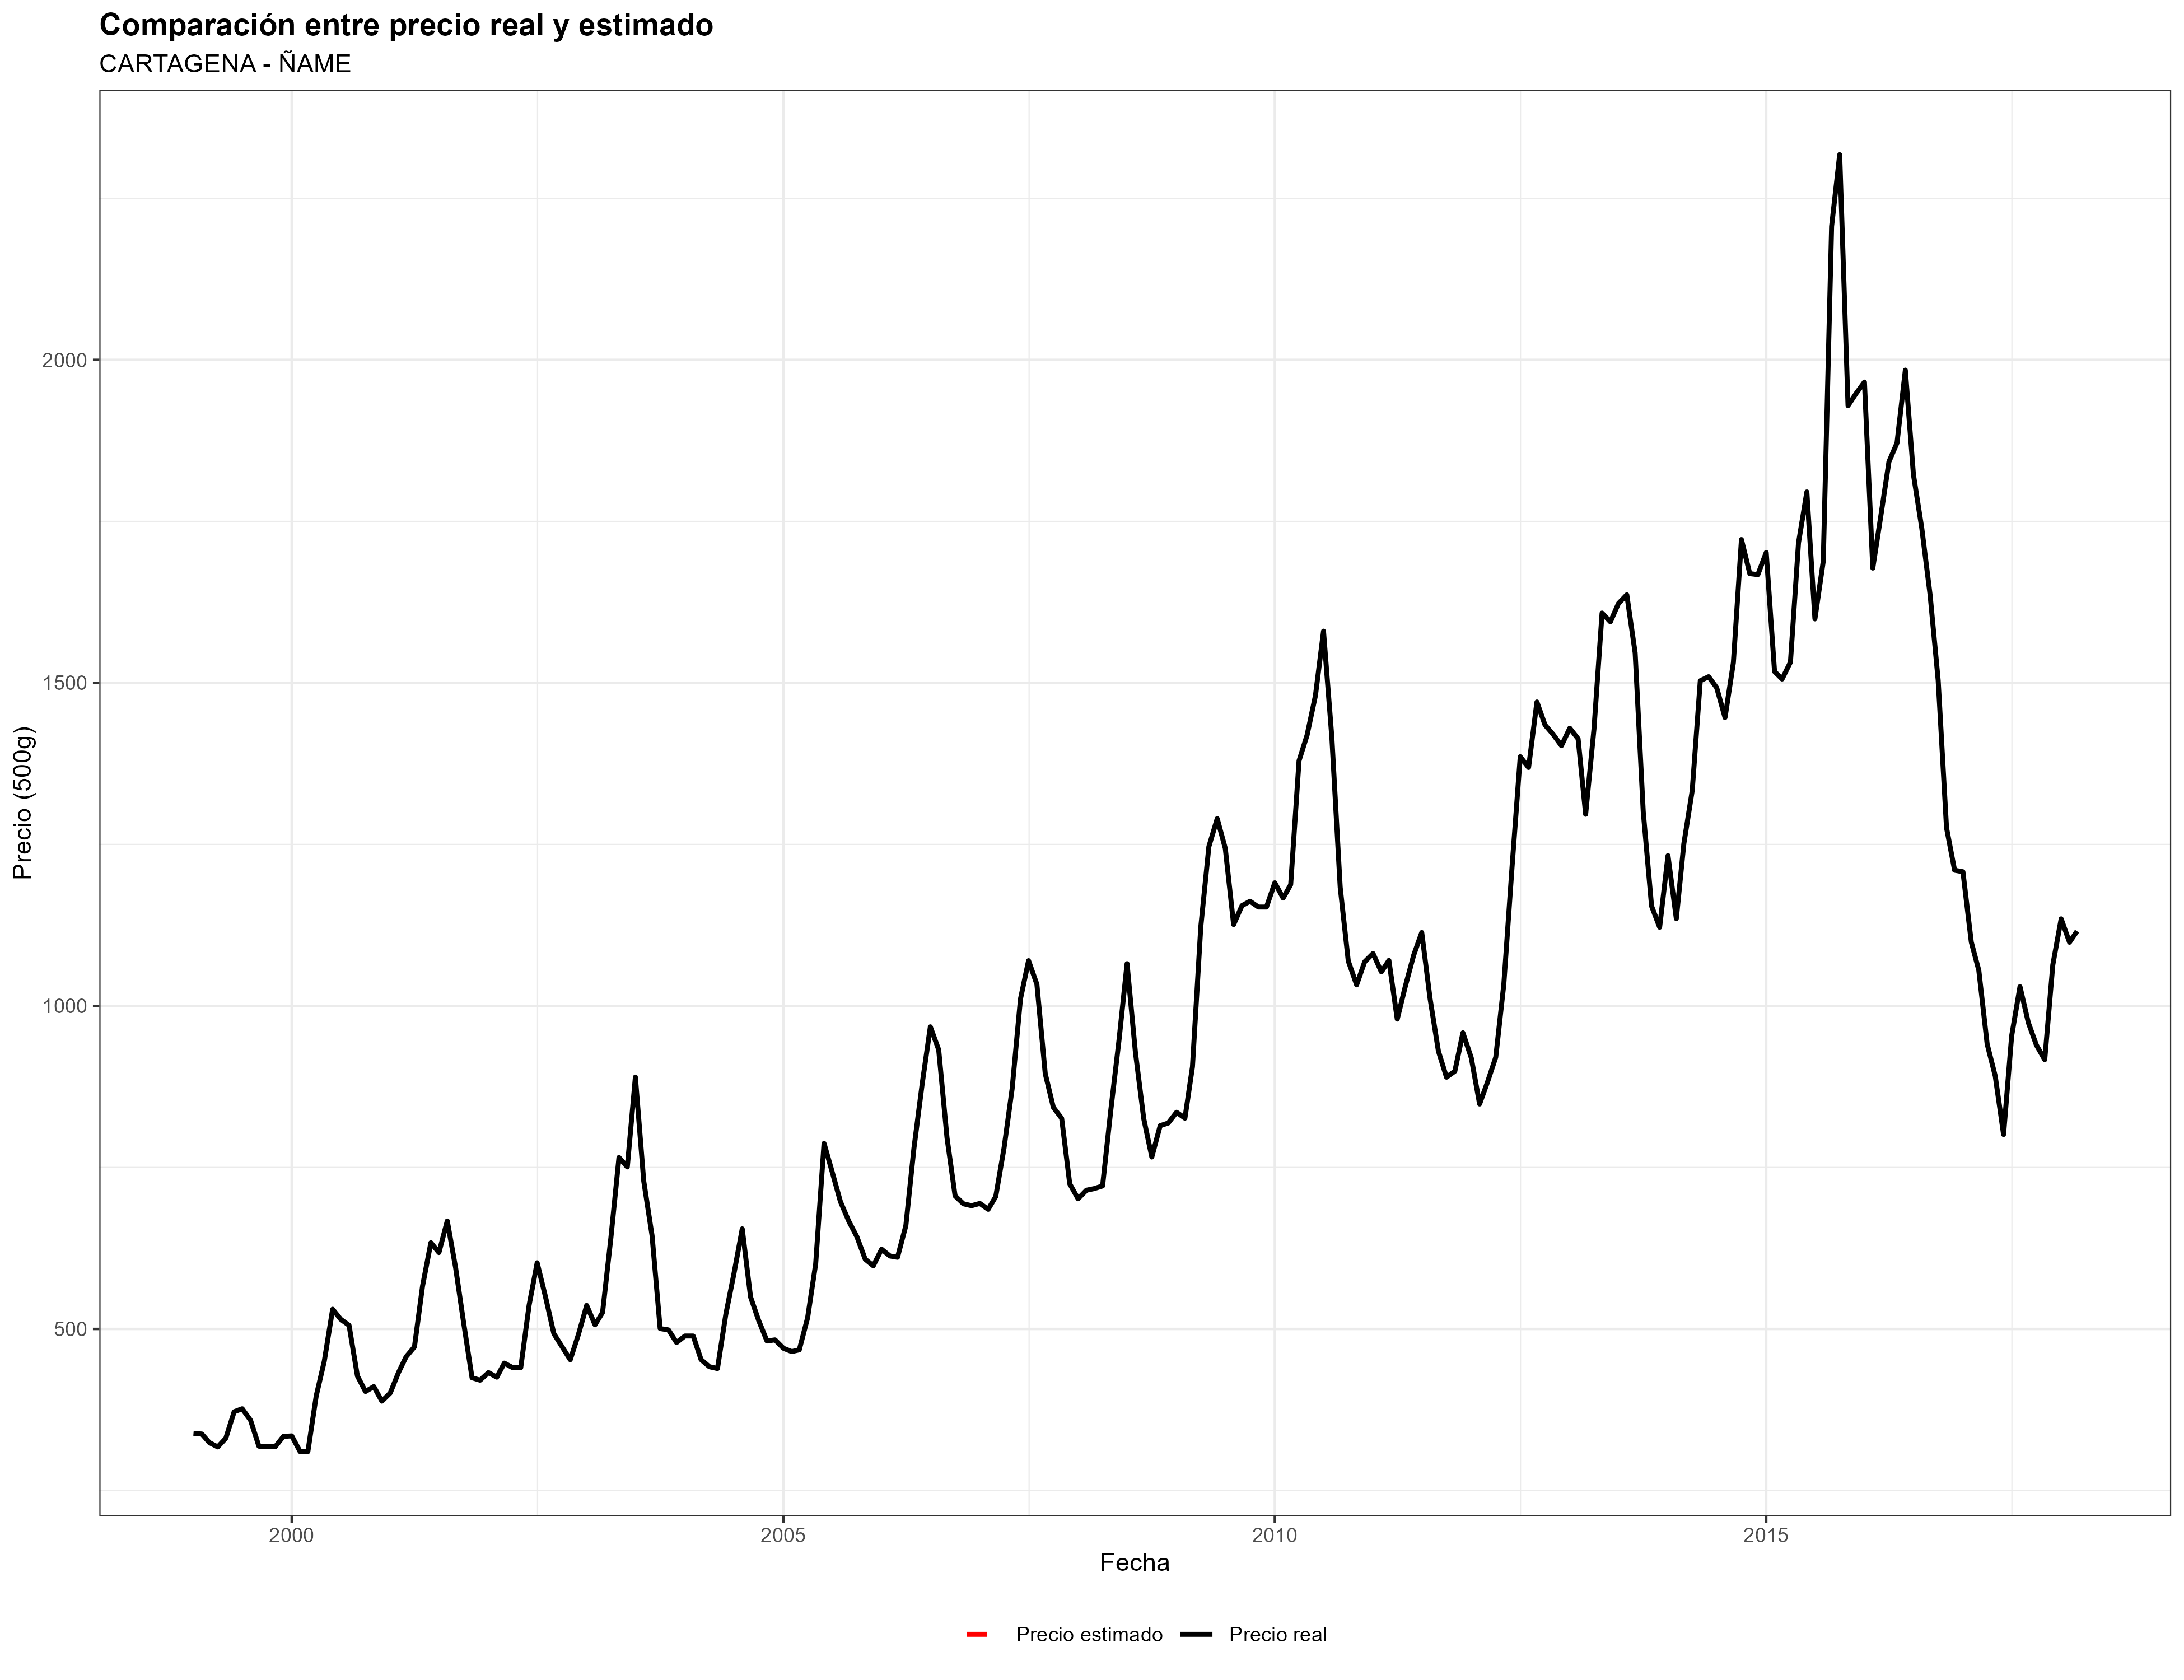 Comparación entre precio real y estimado
CARTAGENA - ÑAME
Precio (500g)
2000
1500
1000
500
2000 2005 2010 2015
Fecha
Precio estimado Precio real